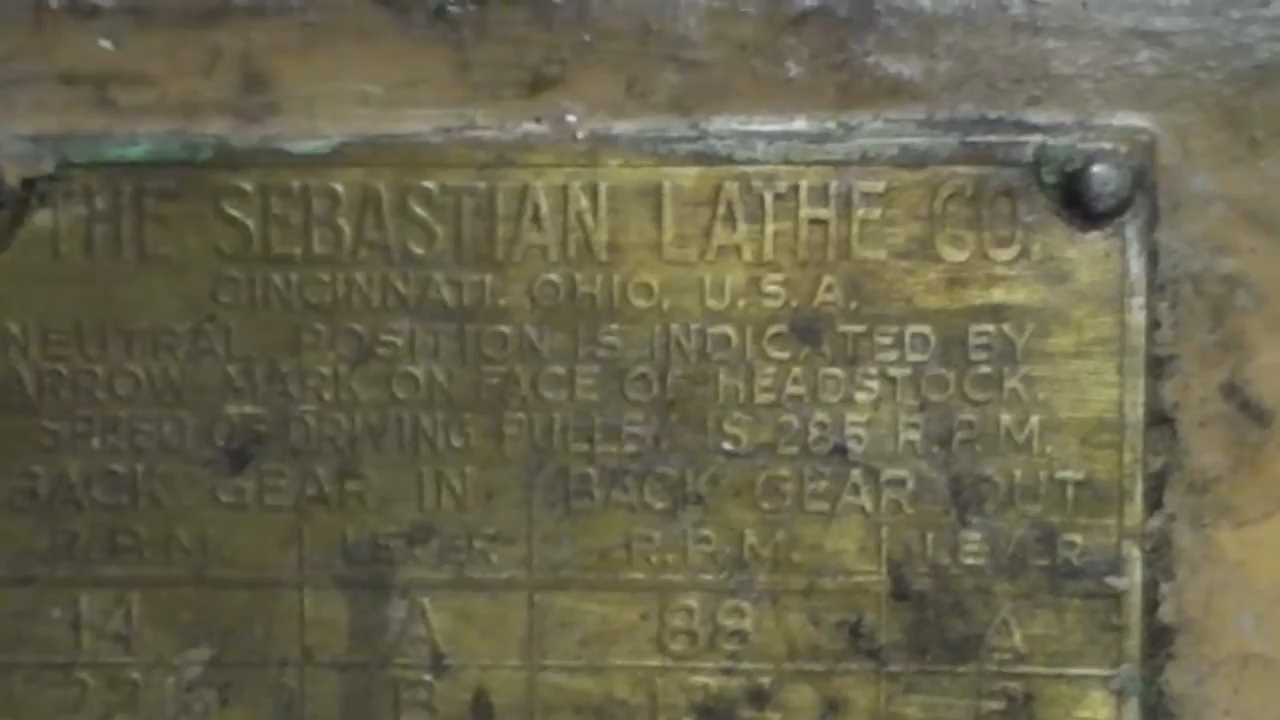 THE SEBASTIAN LATHE CO.
CINCINNATI, OHIO, U.S.A.
NEUTRAL POSITION IS INDICATED BY
ARROW MARK ON FACE OF HEADSTOCK.
SPEED OF DRIVING PULLEY IS 285 R.P.M.
BACK GEAR IN BACK GEAR OUT
R.P.M. LEVER R.P.M. LEVER
14 A 88 A
B B